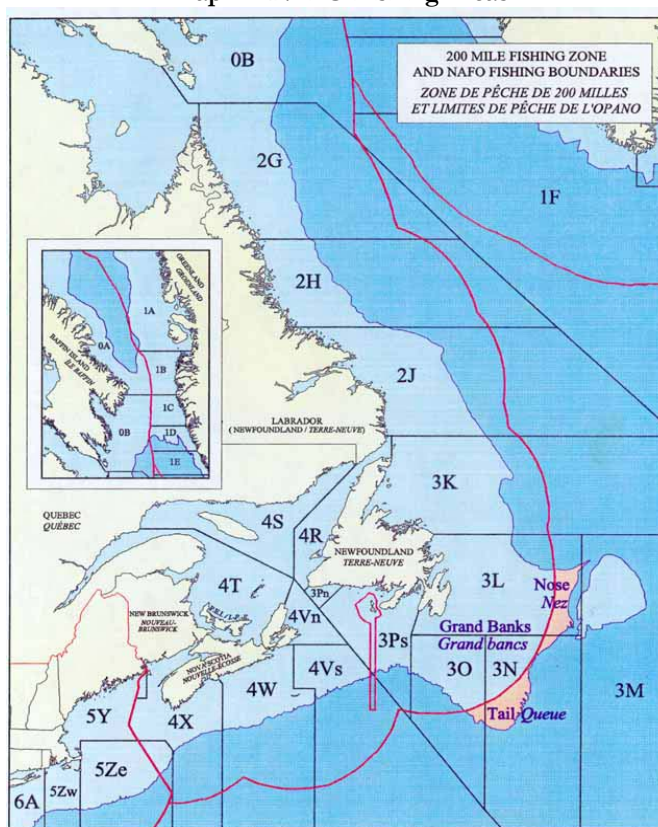 200 MILE FISHING ZONE
AND NAFO FISHING BOUNDARIES
ZONE DE PÊCHE DE 200 MILLES
ET LIMITES DE PÊCHE DE L'OPANO
0B
2G
1F
2H
2J
GREENLAND
GROENLAND
1A
0A
BAFFIN ISLAND
ÎLE BAFFIN
1B
1C
0B
1D
1E
LABRADOR
( NEWFOUNDLAND / TERRE-NEUVE)
3K
QUEBEC
QUÉBEC
4S
4R
NEWFOUNDLAND
TERRE-NEUVE
3L
Nose
Nez
4T
3Pn
P.E.I./Î.-P.-É.
NEW BRUNSWICK
NOUVEAU-
BRUNSWICK
4Vn
3Ps
Grand Banks
Grand bancs
NOVA SCOTIA
NOUVELLE-ÉCOSSE
4Vs
3O
3N
4W
3M
5Y
4X
Tail-Queue
5Ze
5Zw
6A